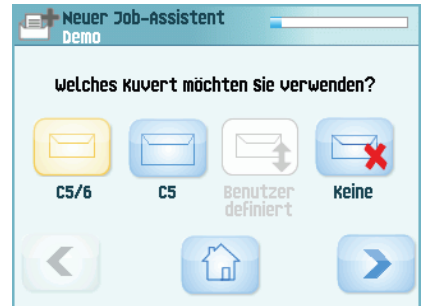 Neuer Job-Assistent
Demo
Welches Kuvert möchten Sie verwenden?
C5/6
C5
Benutzer
definiert
Keine